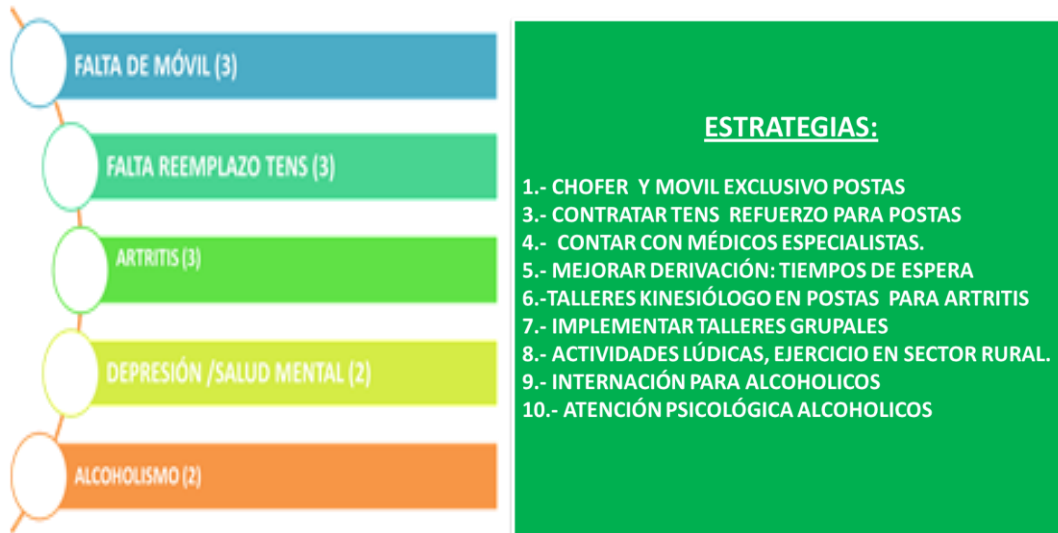 FALTA DE MÓVIL (3)
FALTA REEMPLAZO TENS (3)
ARTRITIS (3)
DEPRESIÓN /SALUD MENTAL (2)
ALCOHOLISMO (2)
ESTRATEGIAS:
1.- CHOFER Y MOVIL EXCLUSIVO POSTAS
3.- CONTRATAR TENS REFUERZO PARA POSTAS
4.- CONTAR CON MÉDICOS ESPECIALISTAS.
5.- MEJORAR DERIVACIÓN: TIEMPOS DE ESPERA
6.-TALLERES KINESIÓLOGO EN POSTAS PARA ARTRITIS
7.- IMPLEMENTAR TALLERES GRUPALES
8.- ACTIVIDADES LÚDICAS, EJERCICIO EN SECTOR RURAL.
9.- INTERNACIÓN PARA ALCOHOLICOS
10.- ATENCIÓN PSICOLÓGICA ALCOHOLICOS